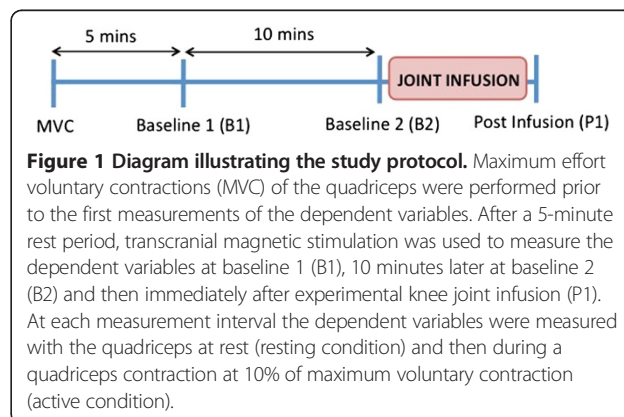 5 mins 10 mins
JOINT INFUSION
MVC Baseline 1 (B1) Baseline 2 (B2) Post Infusion (P1)
Figure 1 Diagram illustrating the study protocol. Maximum effort
voluntary contractions (MVC) of the quadriceps were performed prior
to the first measurements of the dependent variables. After a 5-minute
rest period, transcranial magnetic stimulation was used to measure the
dependent variables at baseline 1 (B1), 10 minutes later at baseline 2
(B2) and then immediately after experimental knee joint infusion (P1).
At each measurement interval the dependent variables were measured
with the quadriceps at rest (resting condition) and then during a
quadriceps contraction at 10% of maximum voluntary contraction
(active condition).